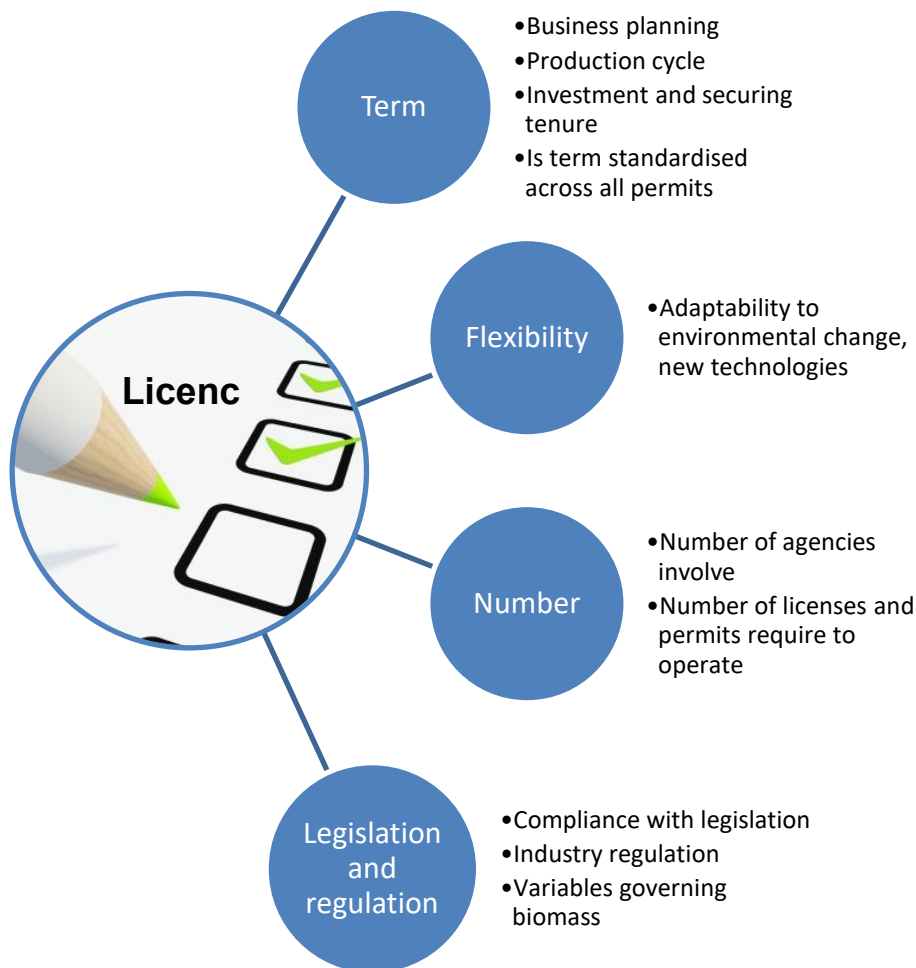 Term
•Business planning
•Production cycle
•Investment and securing
tenure
•Is term standardised
across all permits
Licenc
Flexibility
•Adaptability to
environmental change,
new technologies
Number
•Number of agencies
involve
•Number of licenses and
permits require to
operate
Legislation
and
regulation
•Compliance with legislation
•Industry regulation
•Variables governing
biomass